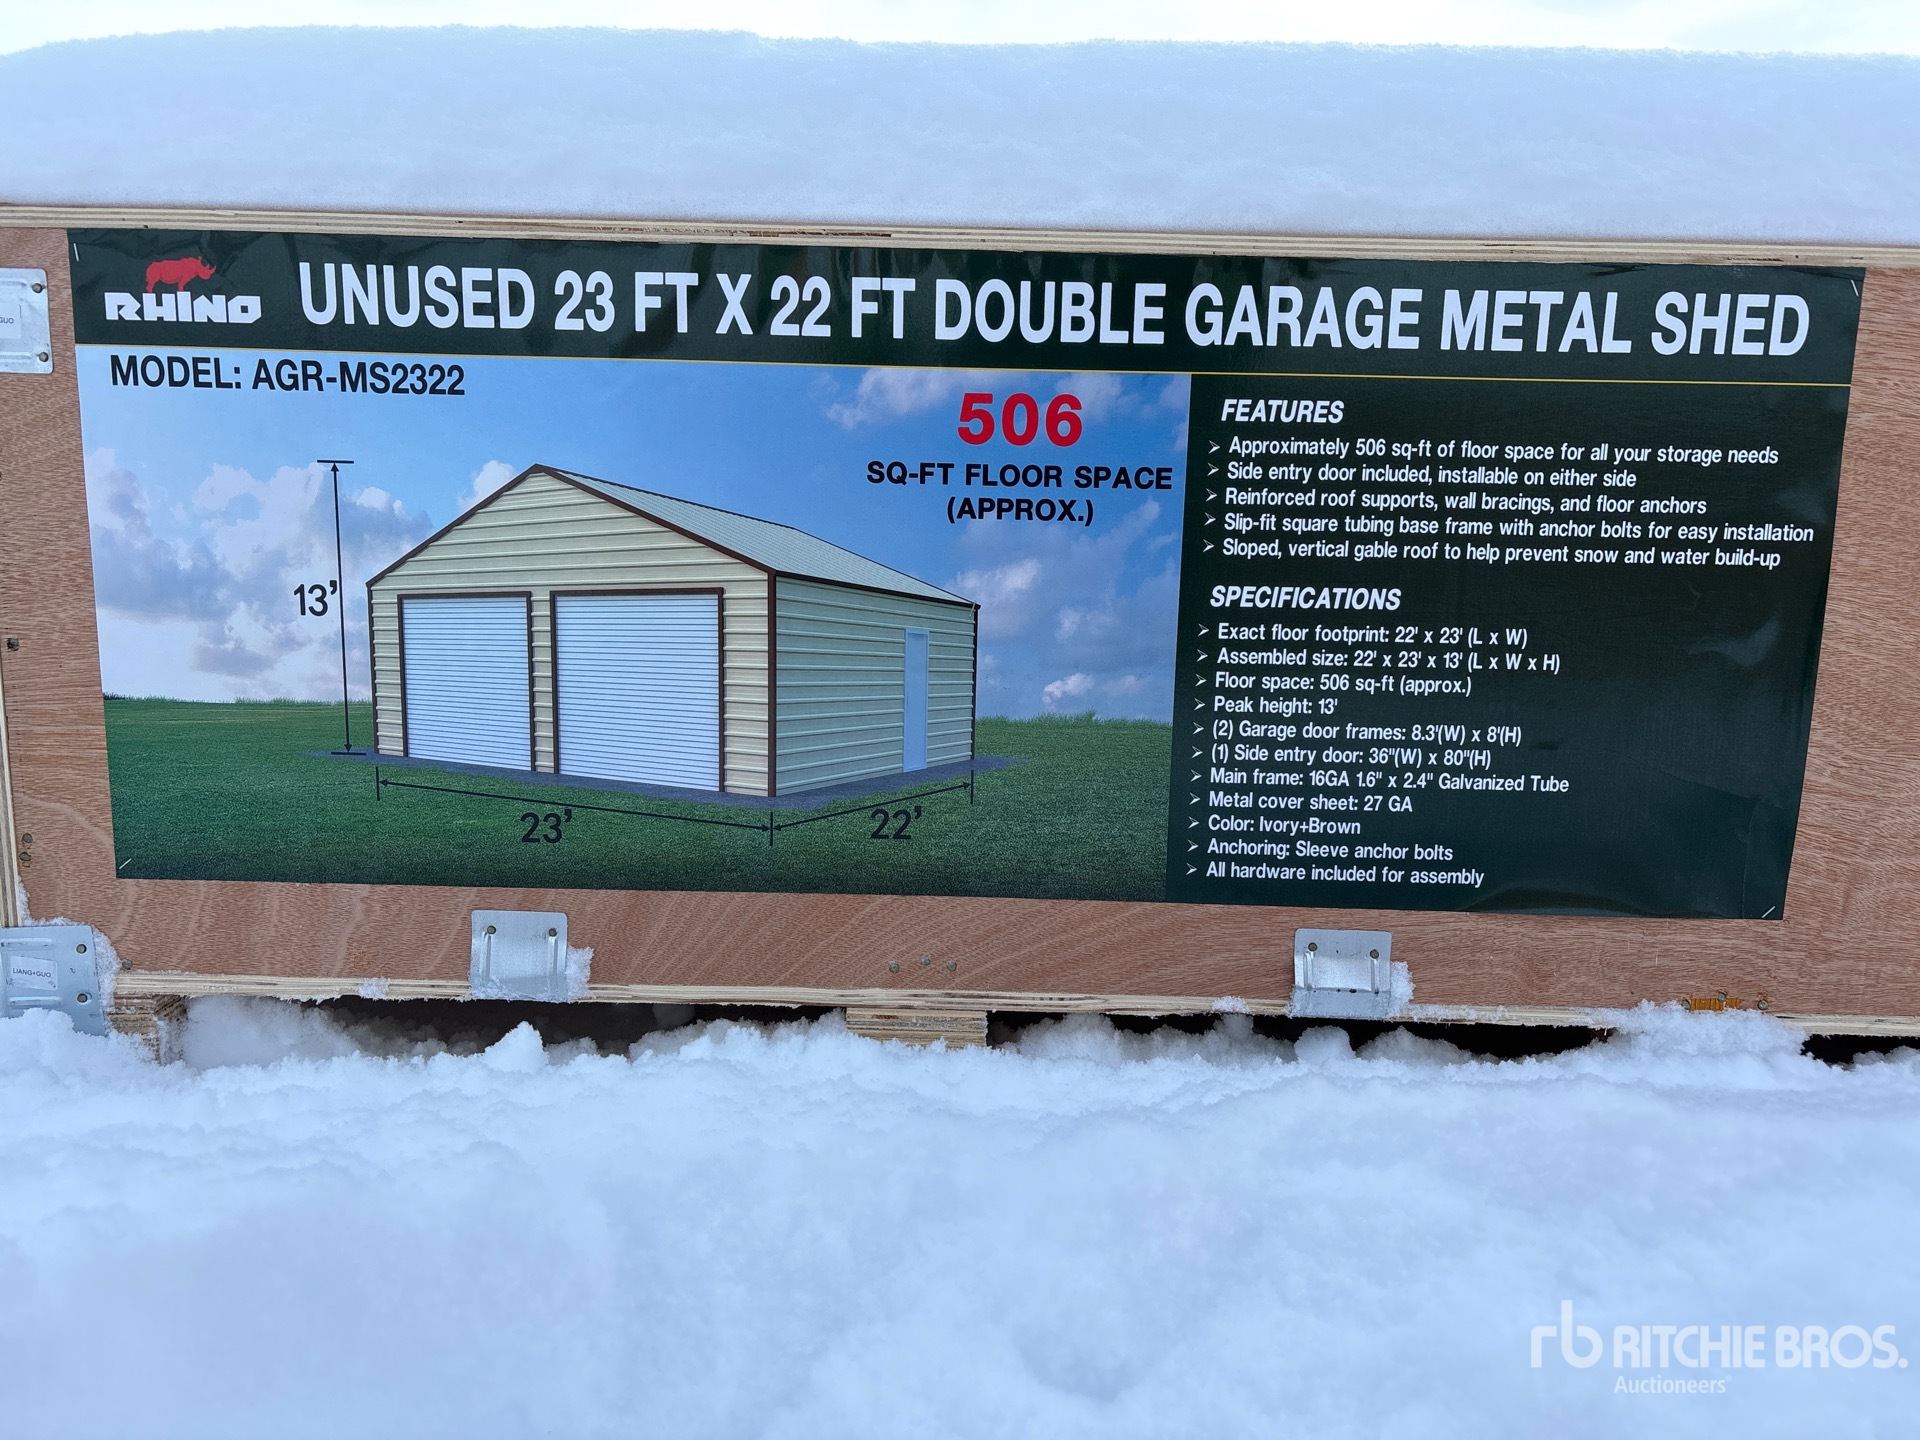 RHINO
UNUSED 23 FT X 22 FT DOUBLE GARAGE METAL SHED
MODEL: AGR-MS2322
506
SQ-FT FLOOR SPACE
(APPROX.)
13'
23'
22'
FEATURES
➢ Approximately 506 sq-ft of floor space for all your storage needs
➢ Side entry door included, installable on either side
➢ Reinforced roof supports, wall bracings, and floor anchors
➢ Slip-fit square tubing base frame with anchor bolts for easy installation
➢ Sloped, vertical gable roof to help prevent snow and water build-up
SPECIFICATIONS
➢ Exact floor footprint: 22' x 23' (L x W)
➢ Assembled size: 22' x 23' x 13' (L x W x H)
➢ Floor space: 506 sq-ft (approx.)
➢ Peak height: 13'
➢ (2) Garage door frames: 8.3'(W) x 8'(H)
➢ (1) Side entry door: 36"(W) x 80"(H)
➢ Main frame: 16GA 1.6" x 2.4" Galvanized Tube
➢ Metal cover sheet: 27 GA
➢ Color: Ivory+Brown
➢ Anchoring: Sleeve anchor bolts
➢ All hardware included for assembly
LIANG+GUO
rb RITCHIE BROS.
Auctioneers